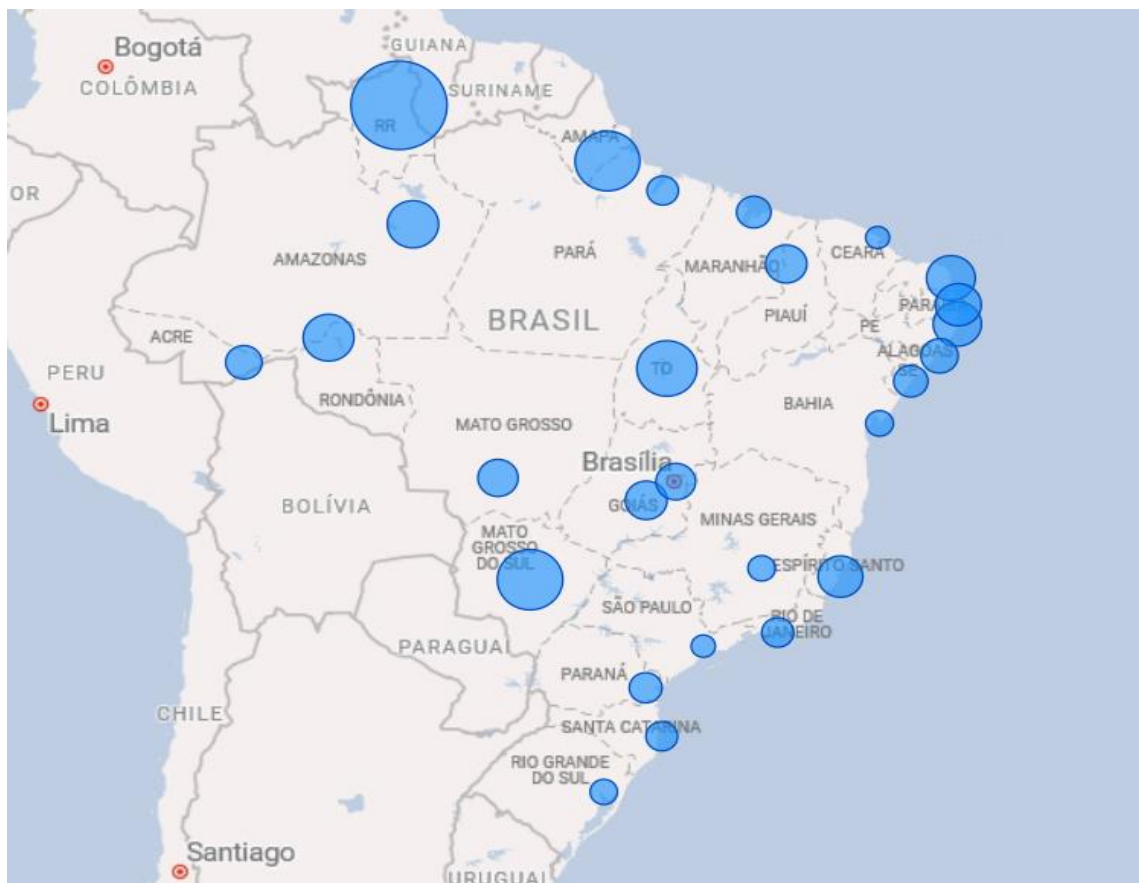 Bogotá
COLÔMBIA
GUIANA
SURINAME
RR
AMAPÁ
OR
AMAZONAS
PARÁ
MARANHÃO
CEARÁ
PARAÍ
PIAUÍ
PE
ALAGOAS
SE
BRASIL
ACRE
TO
PERU
RONDÔNIA
BAHIA
Lima
MATO GROSSO
Brasília
BOLÍVIA
GOIÁS
MINAS GERAIS
MATO
GROSSO
DO SUL
ESPÍRITO SANTO
SÃO PAULO
RIO DE
JANEIRO
PARAGUAI
PARANÁ
CHILE
SANTA CATARINA
RIO GRANDE
DO SUL
Santiago
URUGUAI